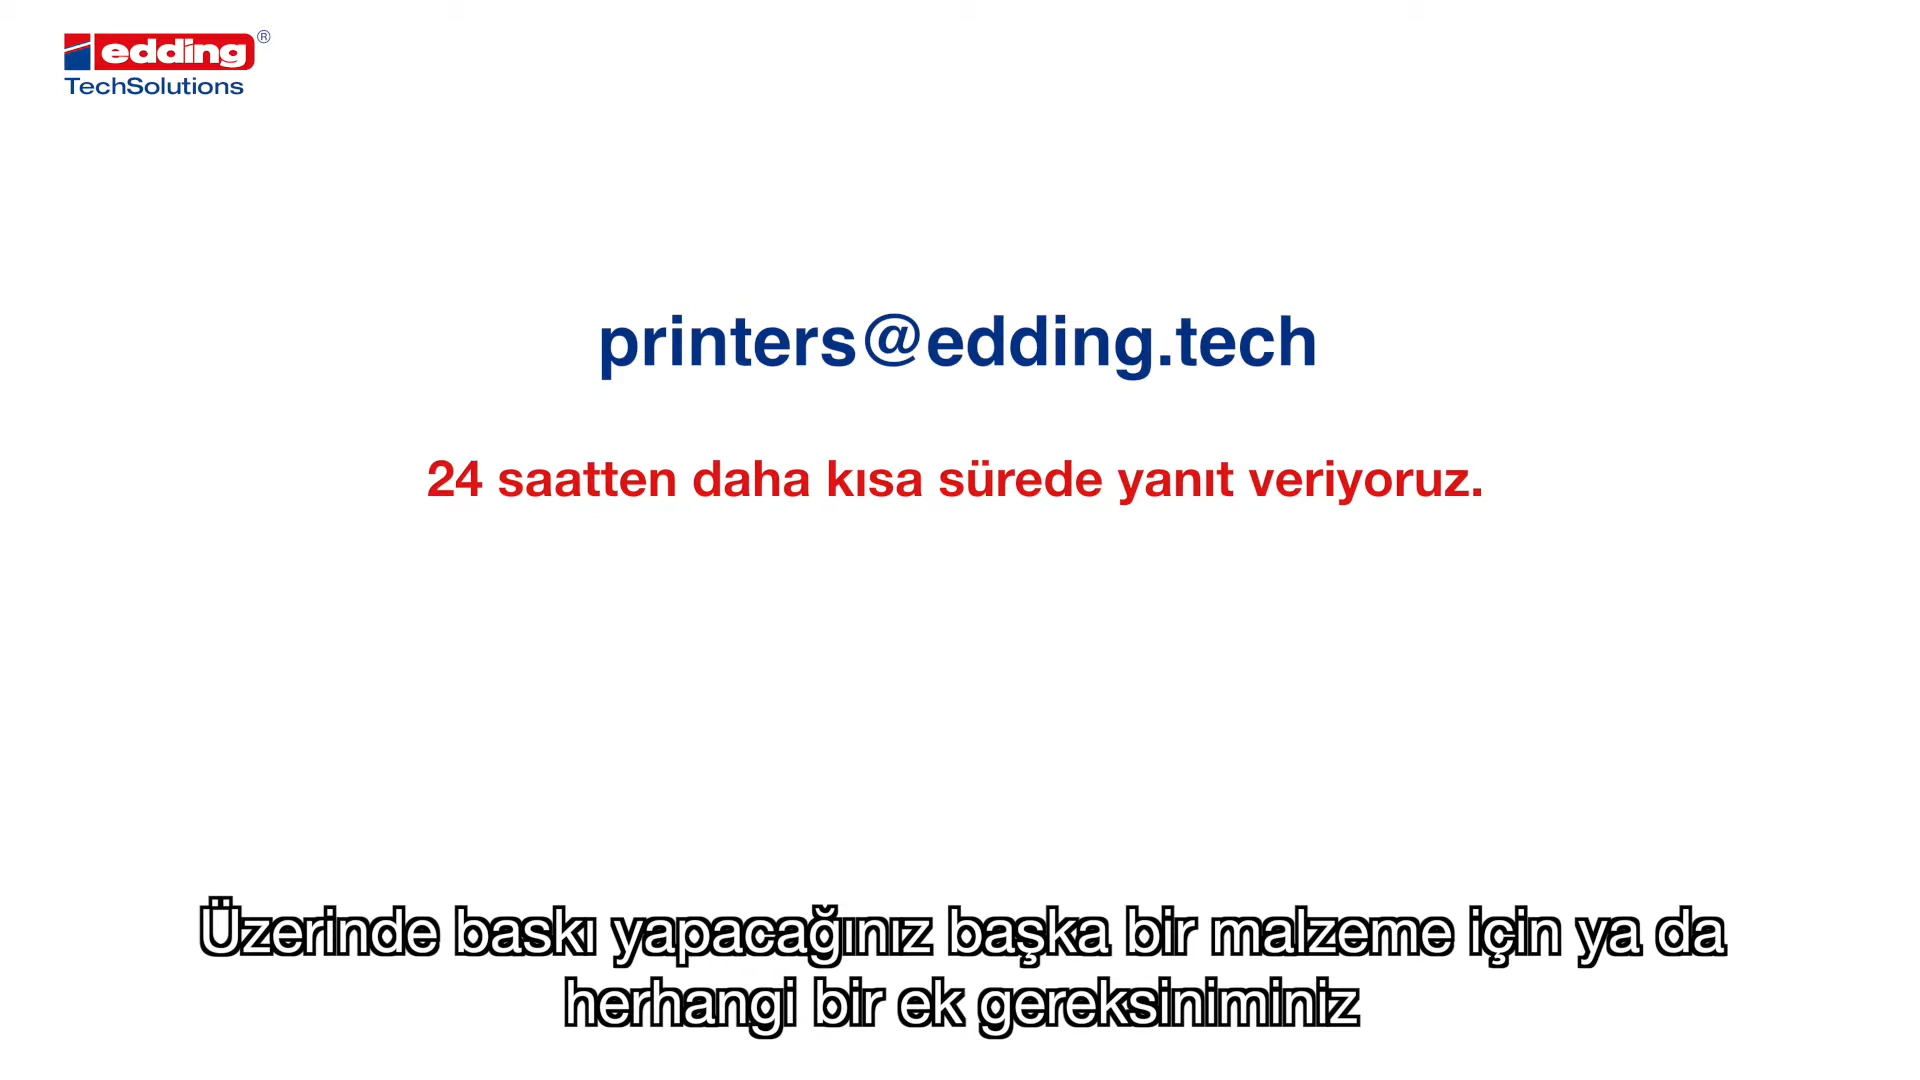 edding®
TechSolutions
printers@edding.tech
24 saatten daha kısa sürede yanıt veriyoruz.
Üzerinde baskı yapacağınız başka bir malzeme için ya da
herhangi bir ek gereksiniminiz